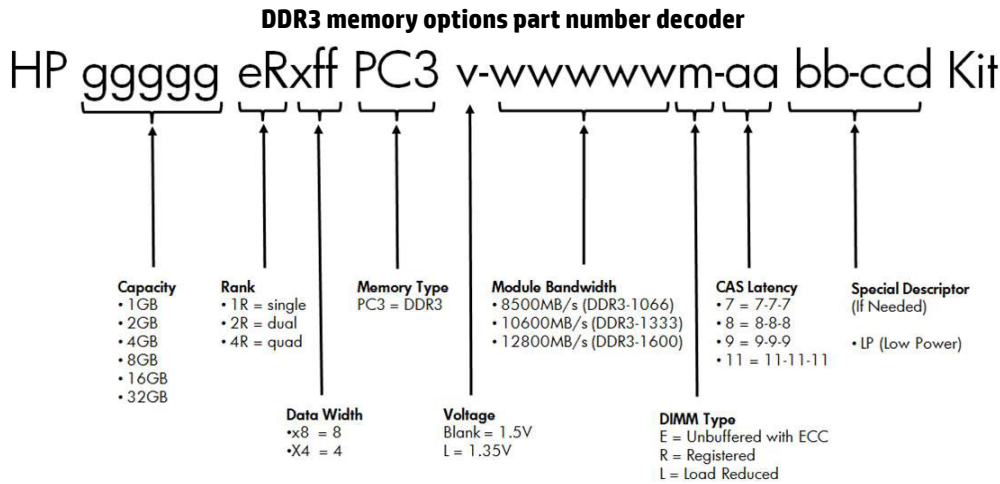 DDR3 memory options part number decoder
HP ggggg eRxff PC3 v-wwwwwm-aa bb-ccd Kit
Capacity
• 1GB
• 2GB
• 4GB
• 8GB
• 16GB
• 32GB
Rank
• 1R = single
• 2R = dual
• 4R = quad
Memory Type
PC3 = DDR3
Module Bandwidth
• 8500MB/s (DDR3-1066)
• 10600MB/s (DDR3-1333)
• 12800MB/s (DDR3-1600)
CAS Latency
• 7 = 7-7-7
• 8 = 8-8-8
• 9 = 9-9-9
• 11 = 11-11-11
Special Descriptor
(If Needed)
• LP (Low Power)
Data Width
•x8 = 8
•X4 = 4
Voltage
Blank = 1.5V
L = 1.35V
DIMM Type
E = Unbuffered with ECC
R = Registered
L = Load Reduced